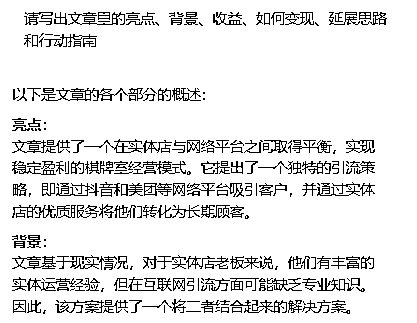 请写出文章里的亮点、背景、收益、如何变现、延展思路
和行动指南
以下是文章的各个部分的概述：
亮点：
文章提供了一个在实体店与网络平台之间取得平衡，实现
稳定盈利的棋牌室经营模式。它提出了一个独特的引流策
略，即通过抖音和美团等网络平台吸引客户，并通过实体
店的优质服务将他们转化为长期顾客。
背景：
文章基于现实情况，对于实体店老板来说，他们有丰富的
实体运营经验，但在互联网引流方面可能缺乏专业知识。
因此，该方案提供了一个将二者结合起来的解决方案。